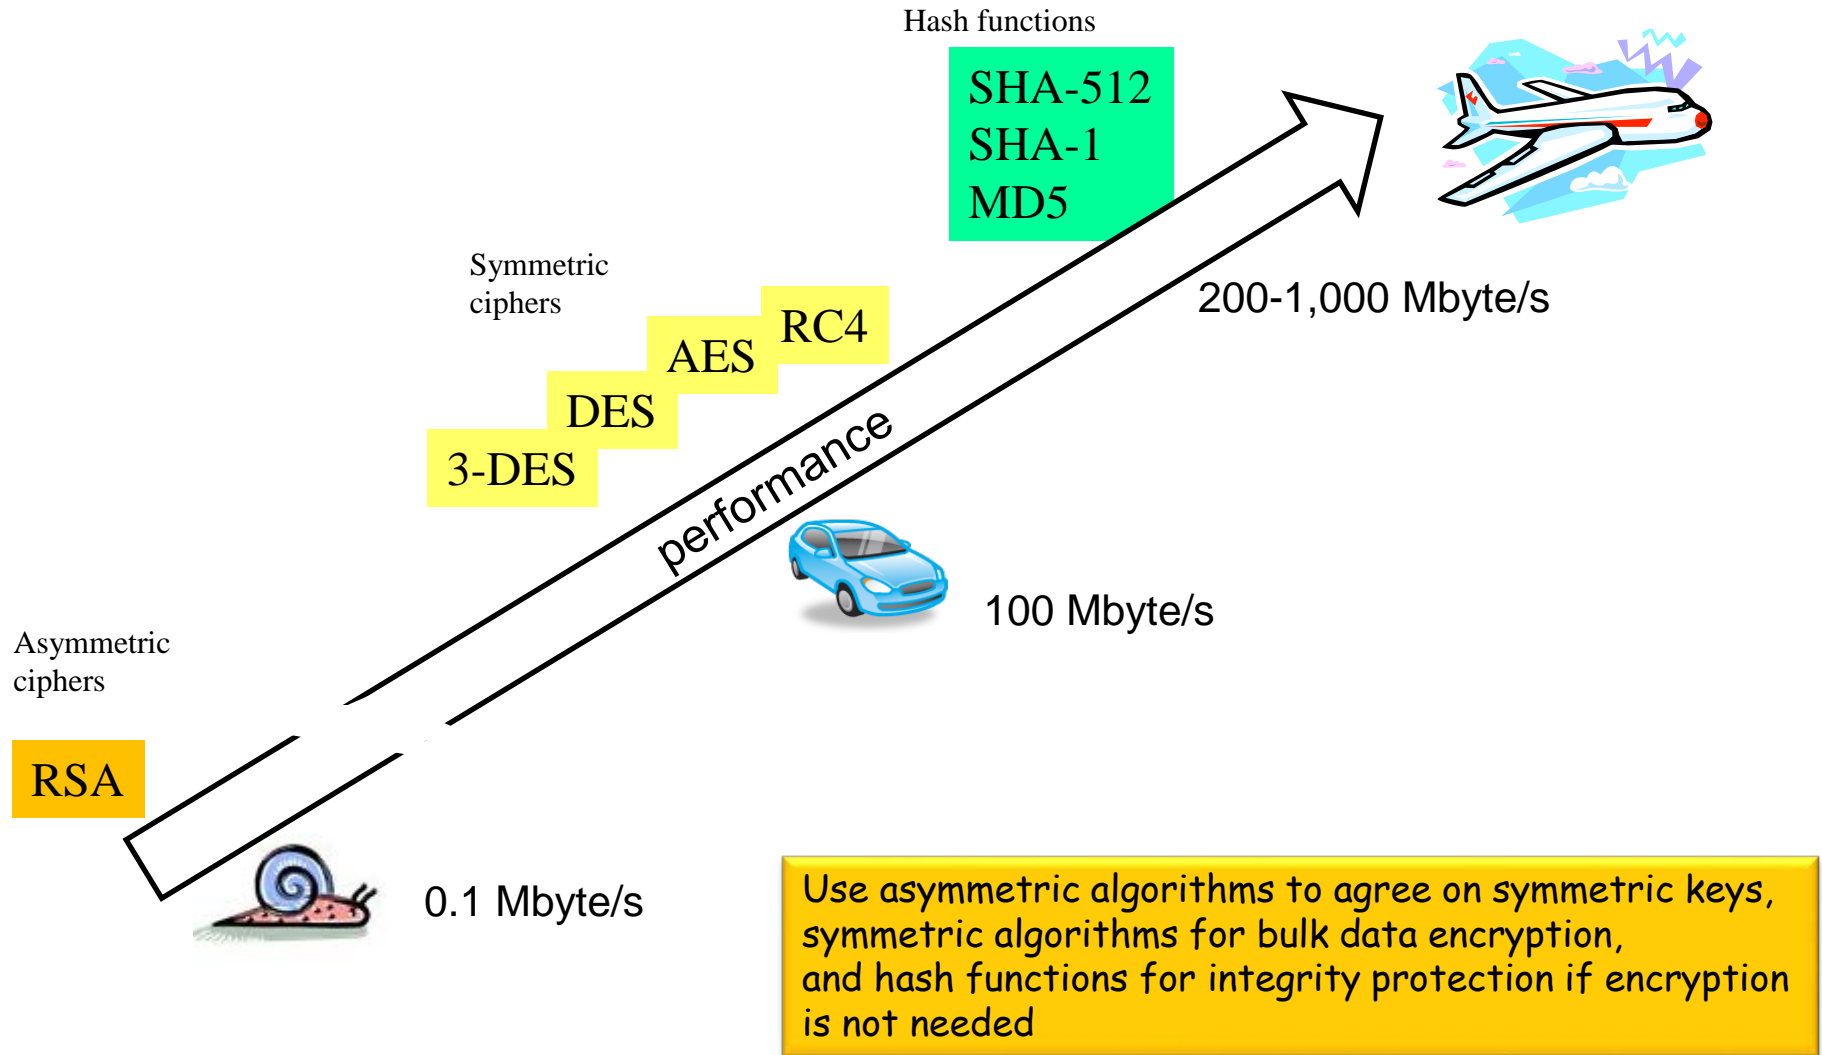 Hash functions
SHA-512
SHA-1
MD5
Symmetric
ciphers
RC4
AES
DES
3-DES
200-1,000 Mbyte/s
performance
100 Mbyte/s
Asymmetric
ciphers
RSA
0.1 Mbyte/s
Use asymmetric algorithms to agree on symmetric keys,
symmetric algorithms for bulk data encryption,
and hash functions for integrity protection if encryption
is not needed